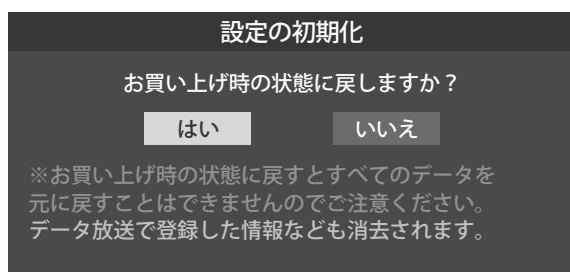 設定の初期化
お買い上げ時の状態に戻しますか？
はい いいえ
※お買い上げ時の状態に戻すとすべてのデータを
元に戻すことはできませんのでご注意ください。
データ放送で登録した情報なども消去されます。